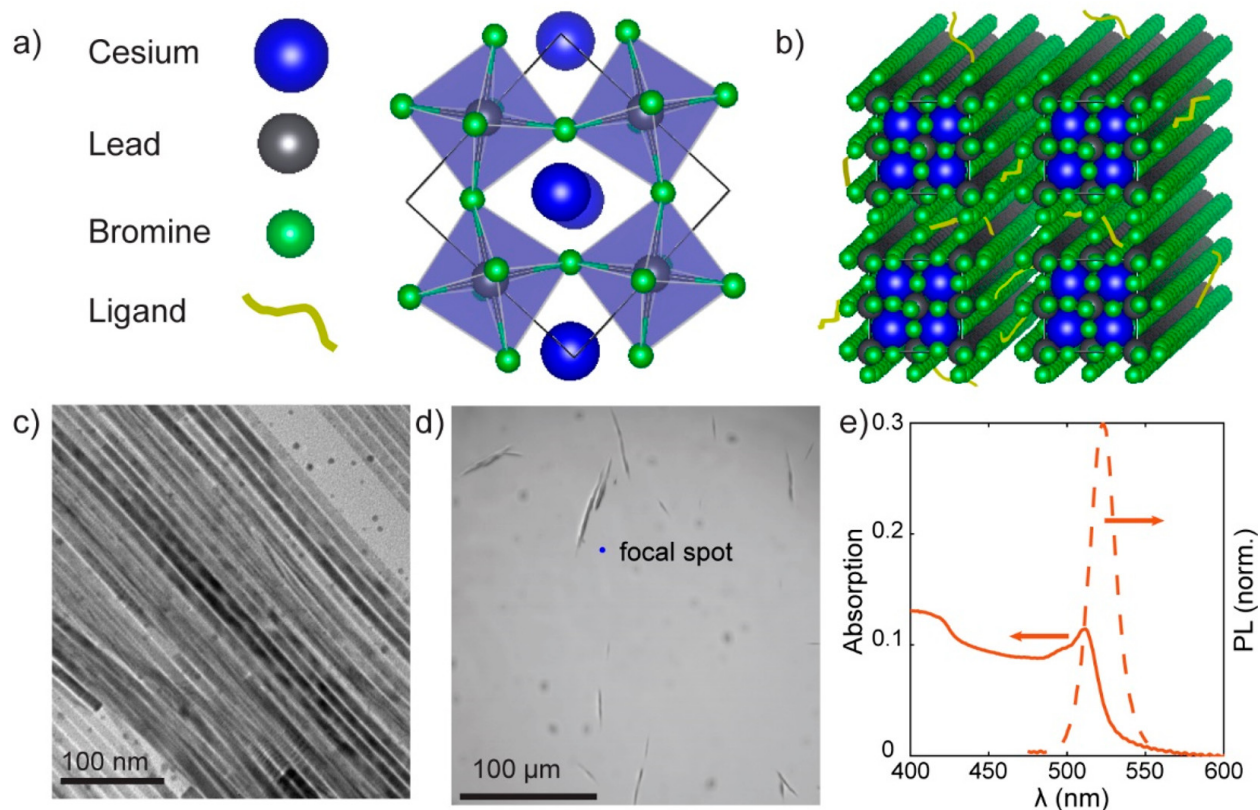 a)
Cesium
Lead
Bromine
Ligand
b)
c)
100 nm
d)
focal spot
100 µm
e)
0.3
0.2
0.1
0
Absorption
PL (norm.)
400
450
500
550
600
λ (nm)